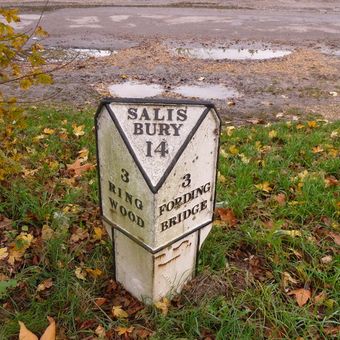 SALIS
BURY
14
3
RING
WOOD
3
FORDING
BRIDGE